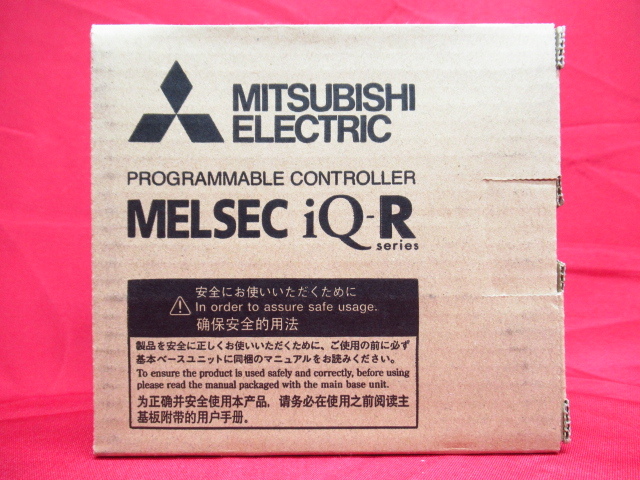 MITSUBISHI
ELECTRIC
PROGRAMMABLE CONTROLLER
MELSEC iQ-R
series
安全にお使いいただくために
In order to assure safe usage.
确保安全的用法
製品を安全に正しくお使いいただくために、ご使用の前に必ず
基本ベースユニットに同梱のマニュアルをお読みください。
To ensure the product is used safely and correctly, before using
please read the manual packaged with the main base unit.
为正确并安全使用本产品，请务必在使用之前阅读主
基板附带的用户手册.